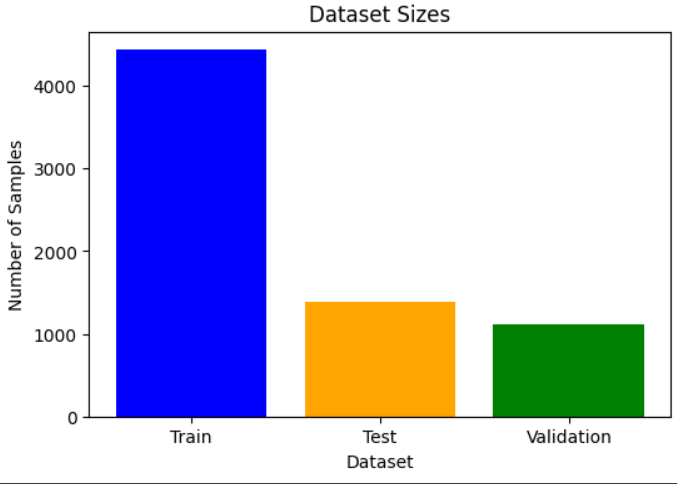 Dataset Sizes
Number of Samples
4000
3000
2000
1000
0
Train Test Validation
Dataset